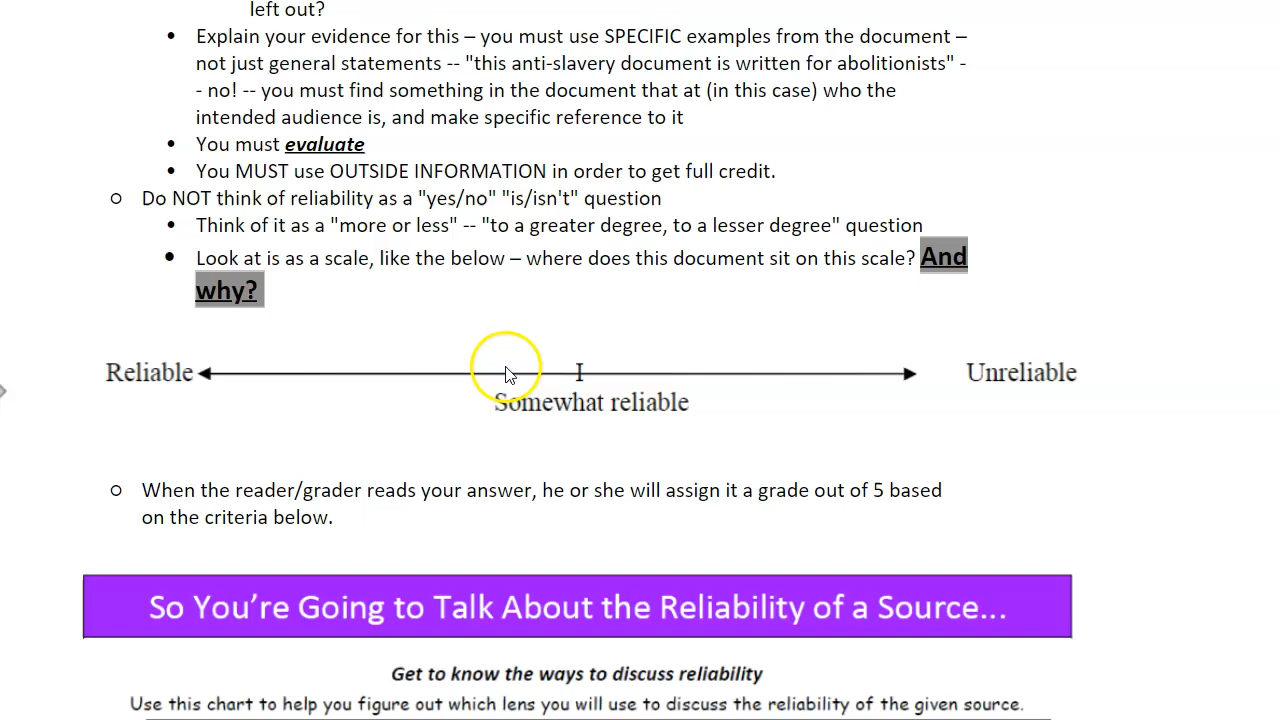 left out?
• Explain your evidence for this – you must use SPECIFIC examples from the document –
not just general statements -- "this anti-slavery document is written for abolitionists" -
- no! -- you must find something in the document that at (in this case) who the
intended audience is, and make specific reference to it
• You must evaluate
• You MUST use OUTSIDE INFORMATION in order to get full credit.
o Do NOT think of reliability as a "yes/no" "is/isn't" question
• Think of it as a "more or less" -- "to a greater degree, to a lesser degree" question
• Look at is as a scale, like the below – where does this document sit on this scale? And
why?
Reliable I Unreliable
Somewhat reliable
o When the reader/grader reads your answer, he or she will assign it a grade out of 5 based
on the criteria below.
So You're Going to Talk About the Reliability of a Source...
Get to know the ways to discuss reliability
Use this chart to help you figure out which lens you will use to discuss the reliability of the given source.